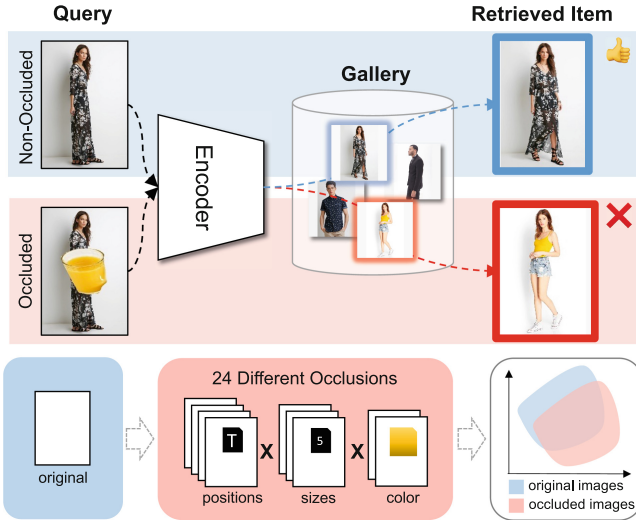 Query
Retrieved Item
Non-Occluded
Gallery
Encoder
Occluded
24 Different Occlusions
T
X
5
X
original
positions
sizes
color
original images
occluded images